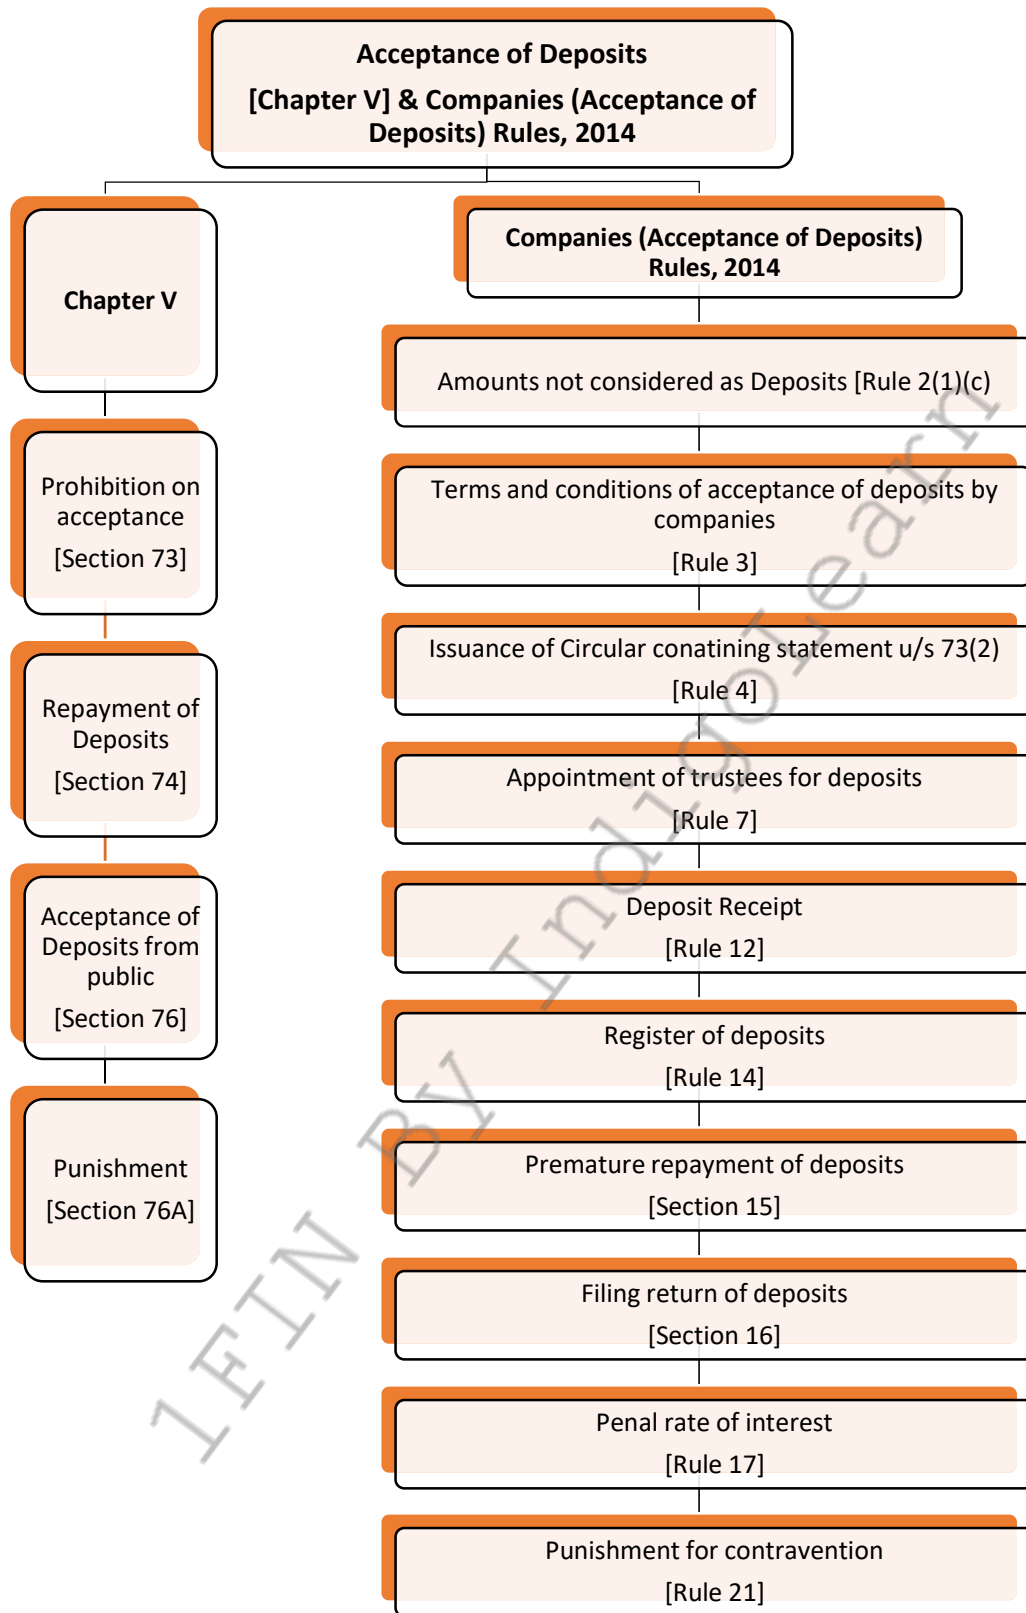 Acceptance of Deposits
[Chapter V] & Companies (Acceptance of
Deposits) Rules, 2014
Chapter V
Prohibition on
acceptance
[Section 73]
Repayment of
Deposits
[Section 74]
Acceptance of
Deposits from
public
[Section 76]
Punishment
[Section 76A]
Companies (Acceptance of Deposits)
Rules, 2014
Amounts not considered as Deposits [Rule 2(1)(c)
Terms and conditions of acceptance of deposits by
companies
[Rule 3]
Issuance of Circular conatining statement u/s 73(2)
[Rule 4]
Appointment of trustees for deposits
[Rule 7]
Deposit Receipt
[Rule 12]
Register of deposits
[Rule 14]
Premature repayment of deposits
[Section 15]
Filing return of deposits
[Section 16]
Penal rate of interest
[Rule 17]
Punishment for contravention
[Rule 21]
1FIN By IndigoLearn